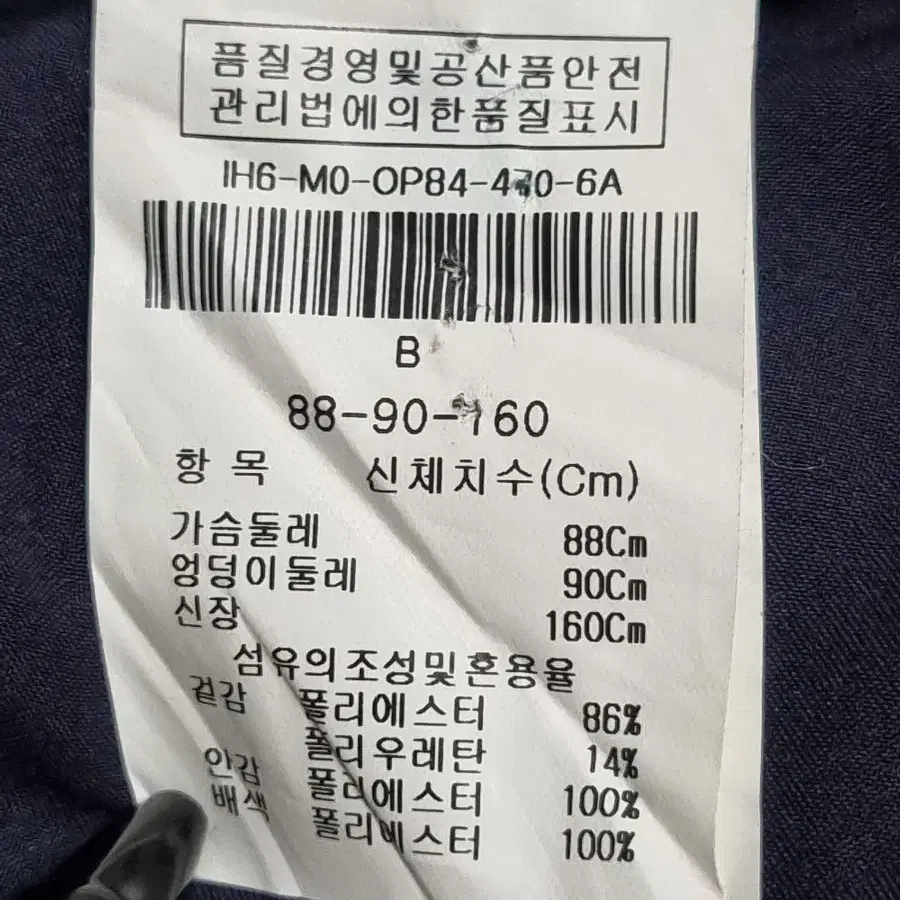 품질경영및공산품안전
관리법에의한품질표시
IH6-M0-OP84-4 0-6A
B
88-90-160
항 목 신체치수(Cm)
가슴둘레 88Cm
엉덩이둘레 90Cm
신장 160Cm
섬유의조성및혼용율
겉감 폴리에스터 86%
폴리우레탄 14%
안감 폴리에스터 100%
배색 폴리에스터 100%